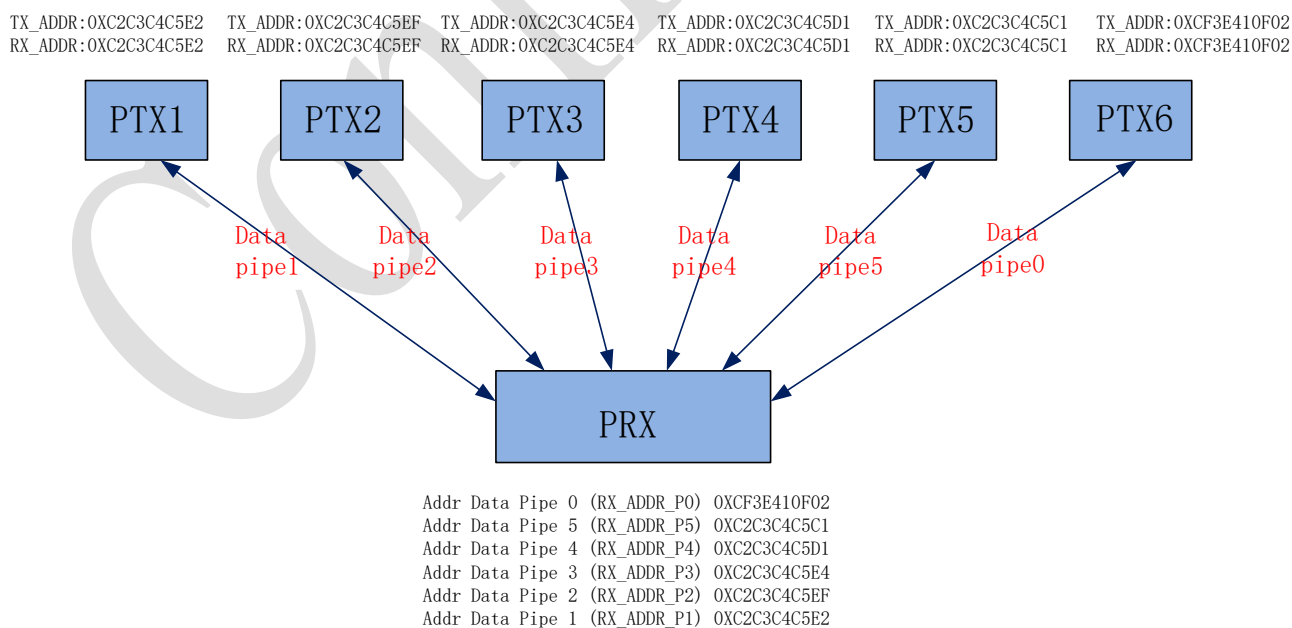 TX_ADDR:0XC2C3C4C5E2 TX_ADDR:0XC2C3C4C5EF TX_ADDR:0XC2C3C4C5E4 TX_ADDR:0XC2C3C4C5D1 TX_ADDR:0XC2C3C4C5C1 TX_ADDR:0XCF3E410F02
RX_ADDR:0XC2C3C4C5E2 RX_ADDR:0XC2C3C4C5EF RX_ADDR:0XC2C3C4C5E4 RX_ADDR:0XC2C3C4C5D1 RX_ADDR:0XC2C3C4C5C1 RX_ADDR:0XCF3E410F02
PTX1 PTX2 PTX3 PTX4 PTX5 PTX6
Data Data Data Data Data Data
pipe1 pipe2 pipe3 pipe4 pipe5 pipe0
PRX
Addr Data Pipe 0 (RX_ADDR_P0) 0XCF3E410F02
Addr Data Pipe 5 (RX_ADDR_P5) 0XC2C3C4C5C1
Addr Data Pipe 4 (RX_ADDR_P4) 0XC2C3C4C5D1
Addr Data Pipe 3 (RX_ADDR_P3) 0XC2C3C4C5E4
Addr Data Pipe 2 (RX_ADDR_P2) 0XC2C3C4C5EF
Addr Data Pipe 1 (RX_ADDR_P1) 0XC2C3C4C5E2